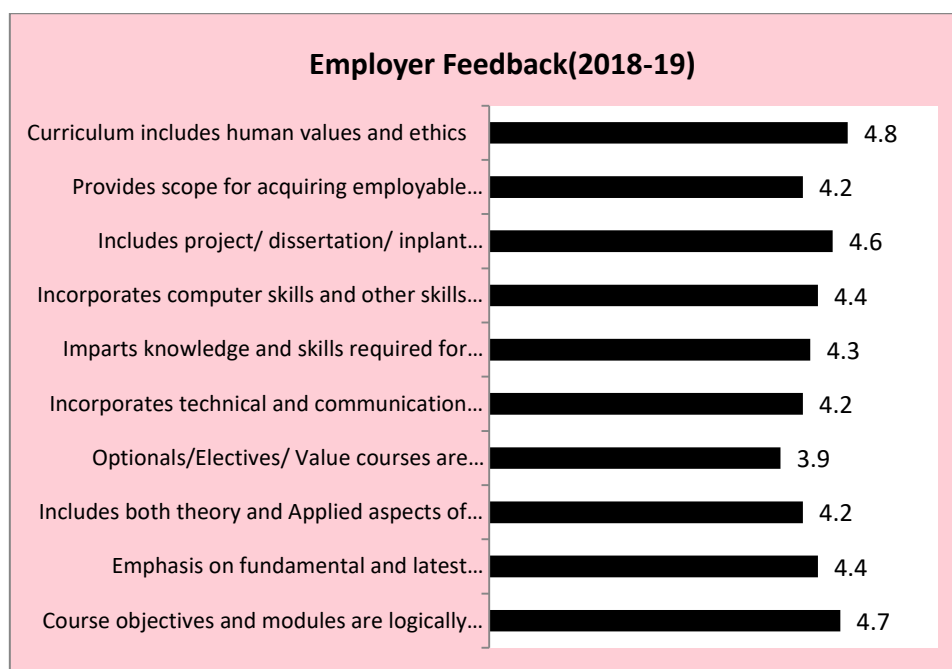 Employer Feedback(2018-19)
Curriculum includes human values and ethics 4.8
Provides scope for acquiring employable... 4.2
Includes project/ dissertation/ inplant... 4.6
Incorporates computer skills and other skills... 4.4
Imparts knowledge and skills required for... 4.3
Incorporates technical and communication... 4.2
Optionals/Electives/ Value courses are... 3.9
Includes both theory and Applied aspects of... 4.2
Emphasis on fundamental and latest... 4.4
Course objectives and modules are logically... 4.7